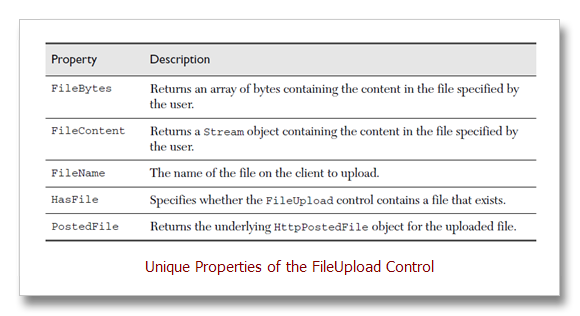 Property Description
FileBytes Returns an array of bytes containing the content in the file specified by
the user.
FileContent Returns a Stream object containing the content in the file specified by
the user.
FileName The name of the file on the client to upload.
HasFile Specifies whether the FileUpload control contains a file that exists.
PostedFile Returns the underlying HttpPostedFile object for the uploaded file.
Unique Properties of the FileUpload Control